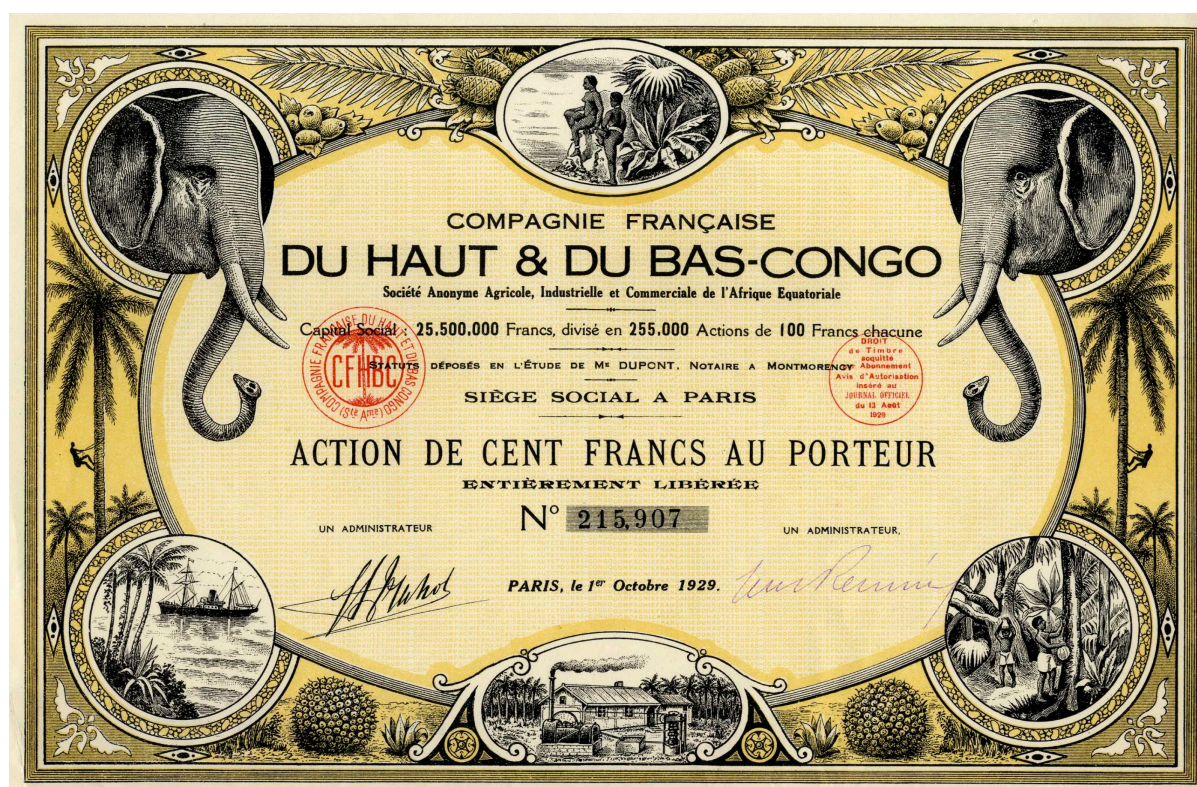 COMPAGNIE FRANÇAISE
DU HAUT & DU BAS-CONGO
Société Anonyme Agricole, Industrielle et Commerciale de l'Afrique Equatoriale
Capital Social : 25.500.000 Francs, divisé en 255.000 Actions de 100 Francs chacune
STATUTS DÉPOSÉS EN L'ÉTUDE DE ME DUPONT, NOTAIRE A MONTMORENCY
SIÈGE SOCIAL A PARIS
COMPAGNIE FRANÇAISE DU HAUT ET DU BAS-CONGO (Sté Ame)
CFHBC
DROIT
de Timbre
acquitté
Abonnement
Avis d'Autorisation
inséré au
JOURNAL OFFICIEL
du 13 Août
1929
ACTION DE CENT FRANCS AU PORTEUR
ENTIÈREMENT LIBÉRÉE
No 215,907
UN ADMINISTRATEUR
UN ADMINISTRATEUR,
PARIS, le 1er Octobre 1929.